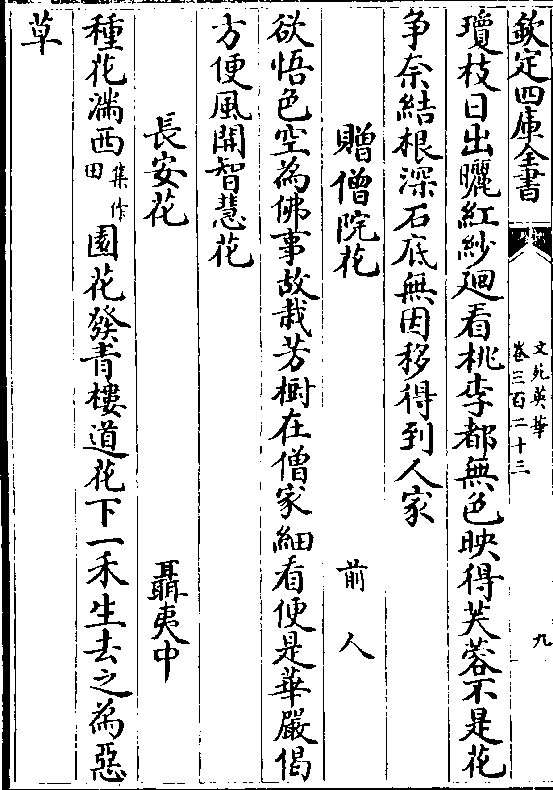 欽定四庫全書
文苑英華
卷三百二十三
九
瓊枝日出曬紅紗廻看桃李都無色映得芙蓉不是花
争奈結根深石底無因移得到人家
贈僧院花
前人
欲悟色空為佛事故栽芳樹在僧家細看便是華嚴偈
方便風開智慧花
長安花
聶夷中
種花滿西集作田園花發青樓道花下一禾生去之為惡
草